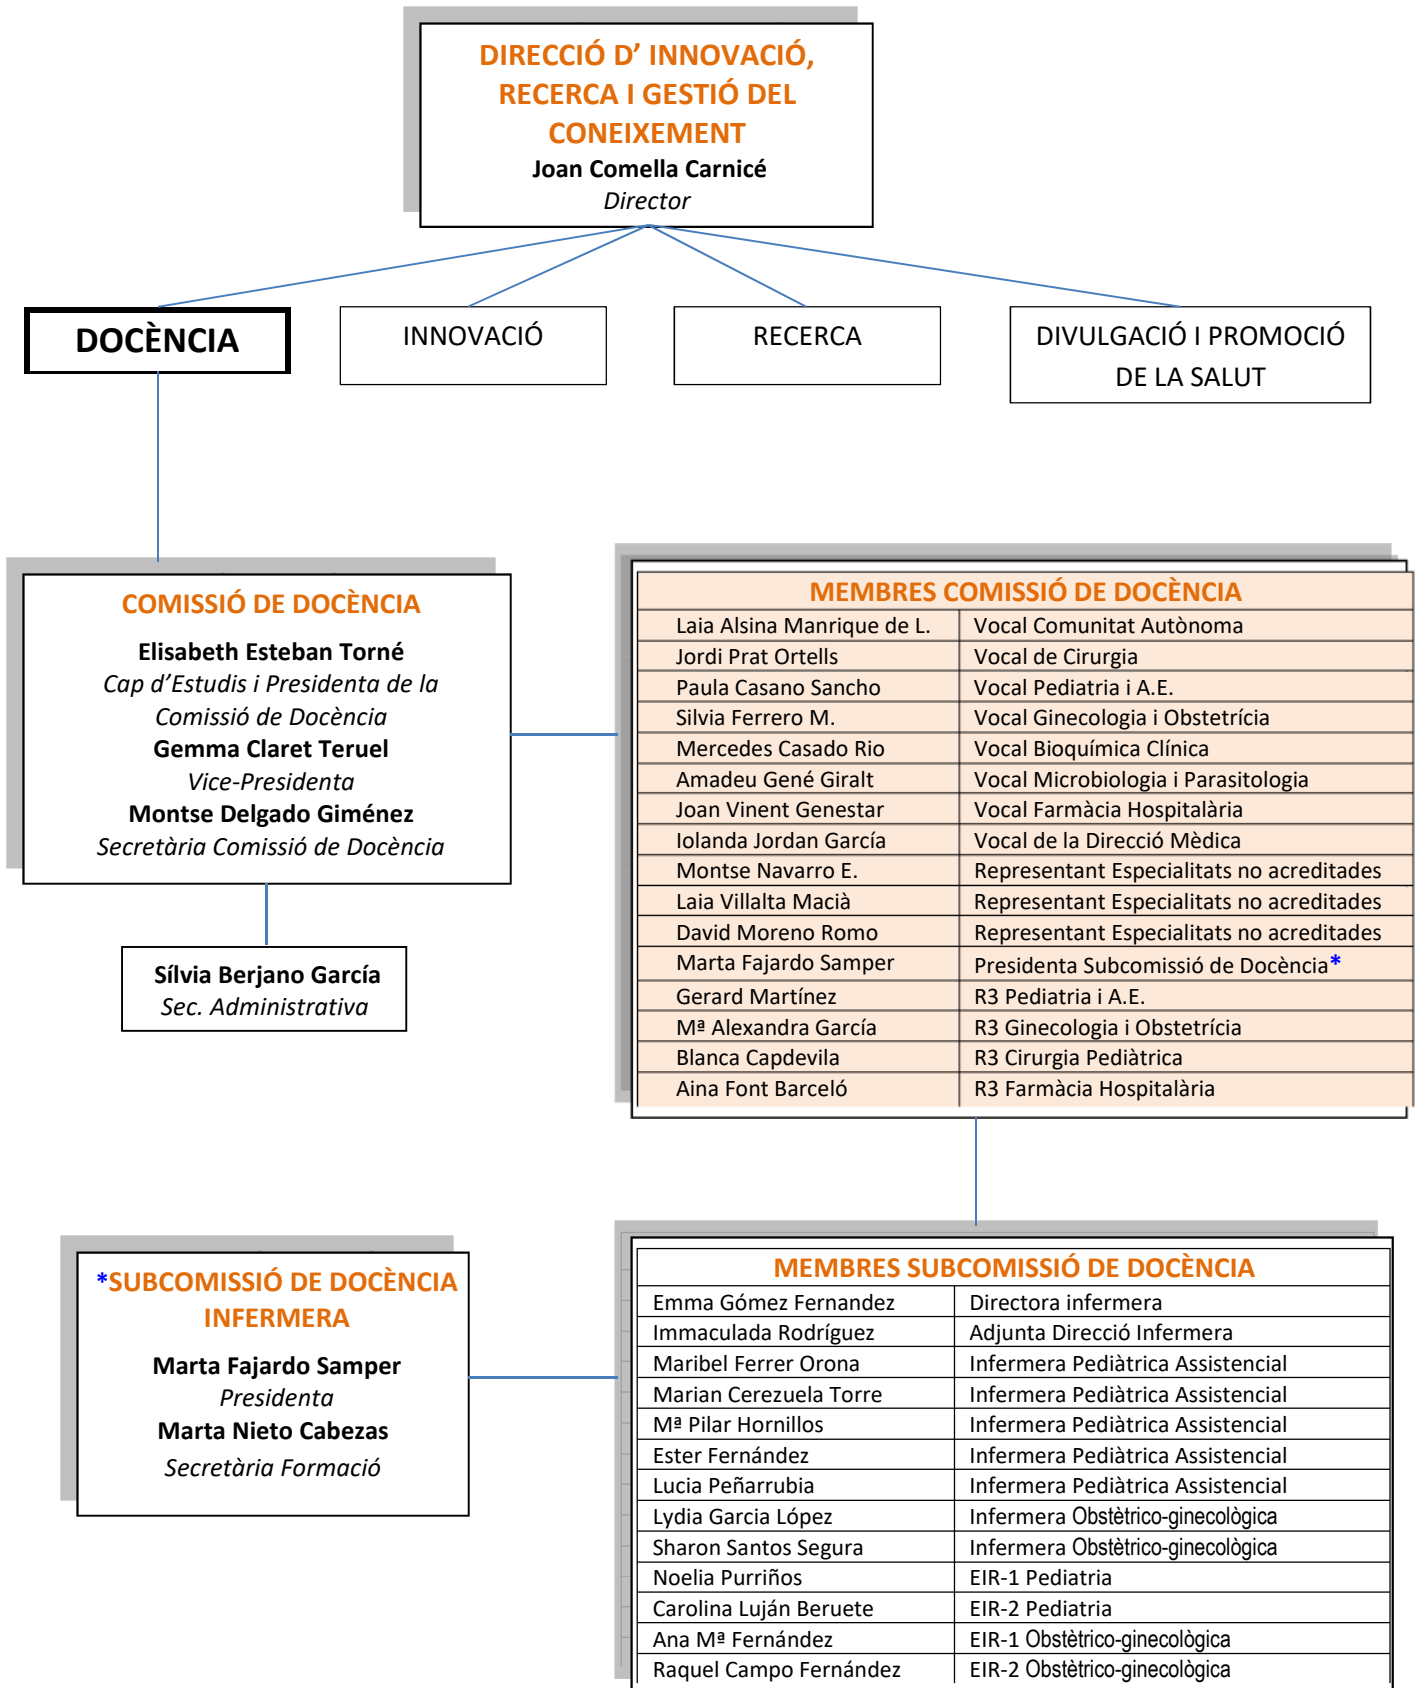 DIRECCIÓ D’ INNOVACIÓ,
RECERCA I GESTIÓ DEL
CONEIXEMENT
Joan Comella Carnicé
Director
DOCÈNCIA
INNOVACIÓ
RECERCA
DIVULGACIÓ I PROMOCIÓ
DE LA SALUT
COMISSIÓ DE DOCÈNCIA
Elisabeth Esteban Torné
Cap d’Estudis i Presidenta de la
Comissió de Docència
Gemma Claret Teruel
Vice-Presidenta
Montse Delgado Giménez
Secretària Comissió de Docència
Sílvia Berjano García
Sec. Administrativa
MEMBRES COMISSIÓ DE DOCÈNCIA
Laia Alsina Manrique de L. Vocal Comunitat Autònoma
Jordi Prat Ortells Vocal de Cirurgia
Paula Casano Sancho Vocal Pediatria i A.E.
Silvia Ferrero M. Vocal Ginecologia i Obstetrícia
Mercedes Casado Rio Vocal Bioquímica Clínica
Amadeu Gené Giralt Vocal Microbiologia i Parasitologia
Joan Vinent Genestar Vocal Farmàcia Hospitalària
Iolanda Jordan García Vocal de la Direcció Mèdica
Montse Navarro E. Representant Especialitats no acreditades
Laia Villalta Macià Representant Especialitats no acreditades
David Moreno Romo Representant Especialitats no acreditades
Marta Fajardo Samper Presidenta Subcomissió de Docència*
Gerard Martínez R3 Pediatria i A.E.
Mª Alexandra García R3 Ginecologia i Obstetrícia
Blanca Capdevila R3 Cirurgia Pediàtrica
Aina Font Barceló R3 Farmàcia Hospitalària
*SUBCOMISSIÓ DE DOCÈNCIA
INFERMERA
Marta Fajardo Samper
Presidenta
Marta Nieto Cabezas
Secretària Formació
MEMBRES SUBCOMISSIÓ DE DOCÈNCIA
Emma Gómez Fernandez Directora infermera
Immaculada Rodríguez Adjunta Direcció Infermera
Maribel Ferrer Orona Infermera Pediàtrica Assistencial
Marian Cerezuela Torre Infermera Pediàtrica Assistencial
Mª Pilar Hornillos Infermera Pediàtrica Assistencial
Ester Fernández Infermera Pediàtrica Assistencial
Lucia Peñarrubia Infermera Pediàtrica Assistencial
Lydia Garcia López Infermera Obstètrico-ginecològica
Sharon Santos Segura Infermera Obstètrico-ginecològica
Noelia Purriños EIR-1 Pediatria
Carolina Luján Beruete EIR-2 Pediatria
Ana Mª Fernández EIR-1 Obstètrico-ginecològica
Raquel Campo Fernández EIR-2 Obstètrico-ginecològica